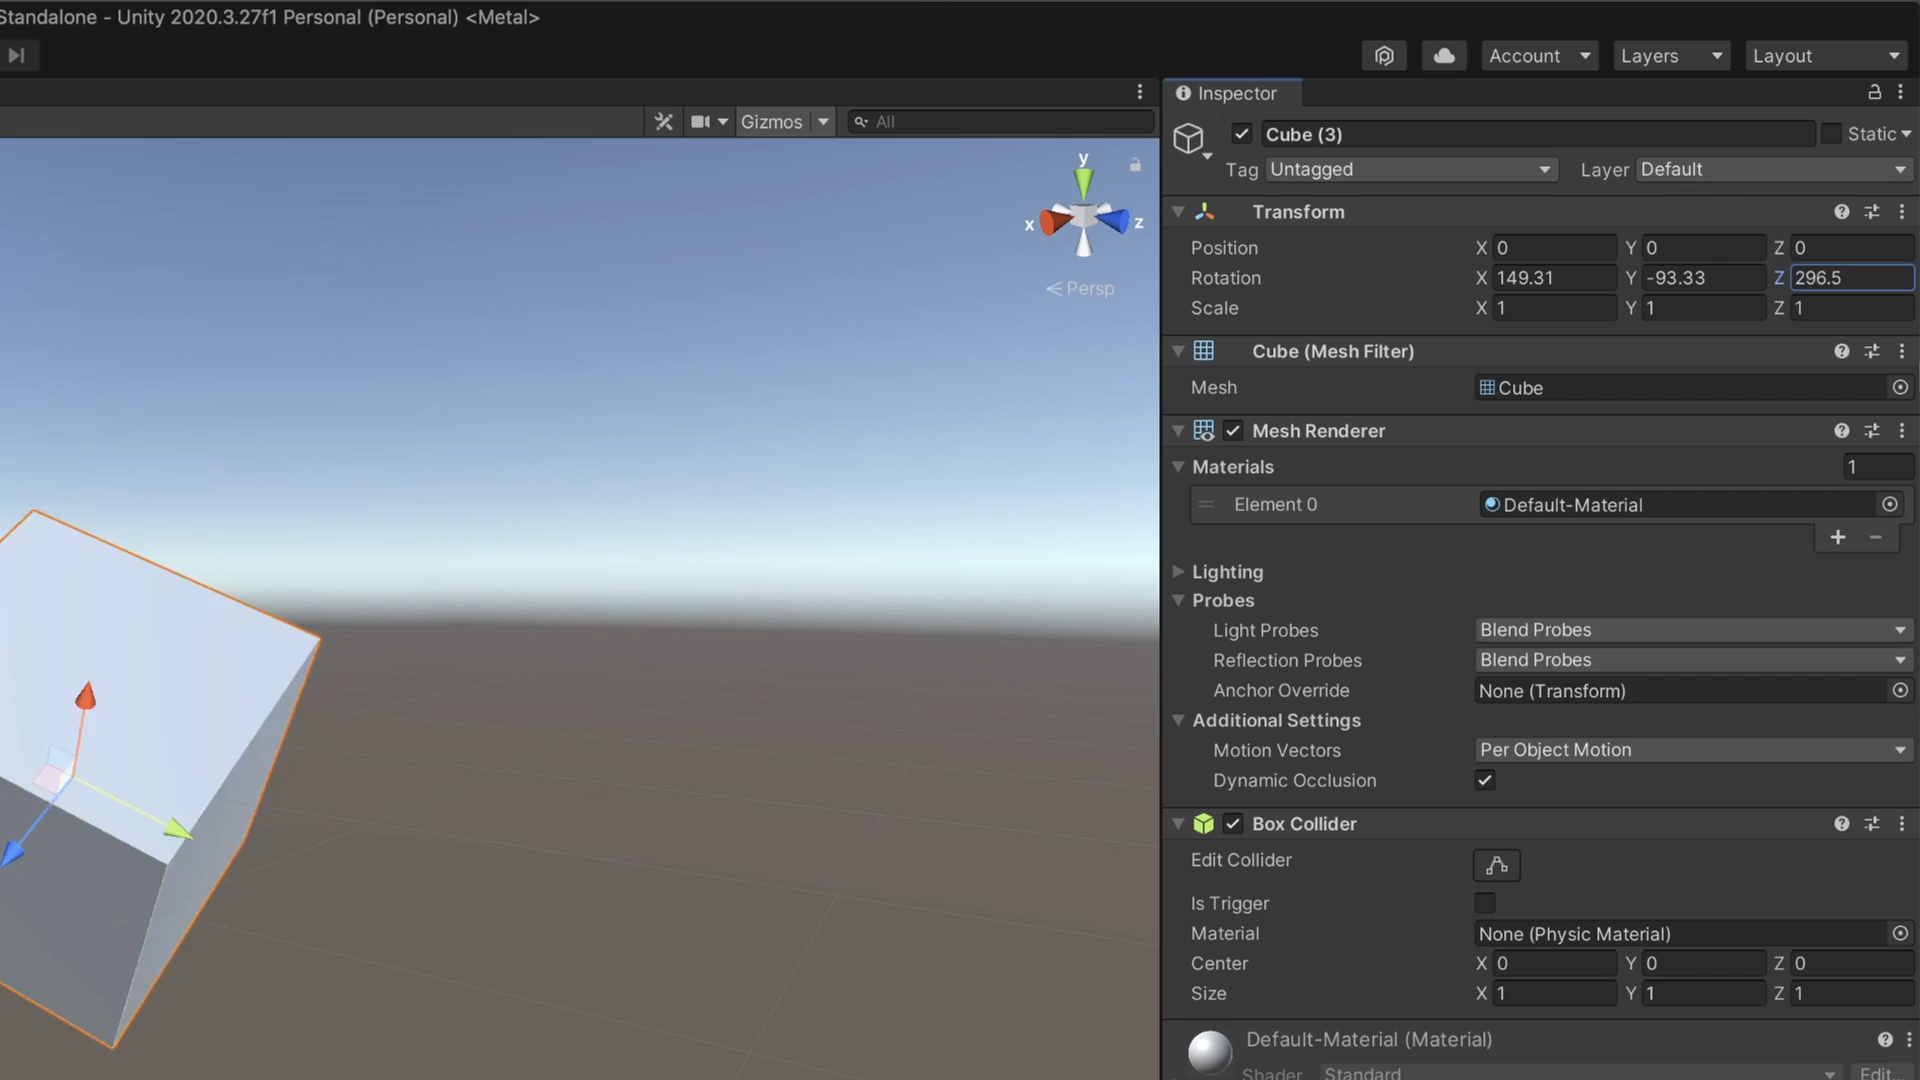 Standalone - Unity 2020.3.27f1 Personal (Personal) <Metal>
Account Layers Layout
Inspector
Gizmos All
Cube (3) Static
Tag Untagged Layer Default
y
x z
Persp
Transform
Position X 0 Y 0 Z 0
Rotation X 149.31 Y -93.33 Z 296.5
Scale X 1 Y 1 Z 1
Cube (Mesh Filter)
Mesh Cube
Mesh Renderer
Materials 1
Element 0 Default-Material
+ −
Lighting
Probes
Light Probes Blend Probes
Reflection Probes Blend Probes
Anchor Override None (Transform)
Additional Settings
Motion Vectors Per Object Motion
Dynamic Occlusion
Box Collider
Edit Collider
Is Trigger
Material None (Physic Material)
Center X 0 Y 0 Z 0
Size X 1 Y 1 Z 1
Default-Material (Material)
Shader Standard Edit...